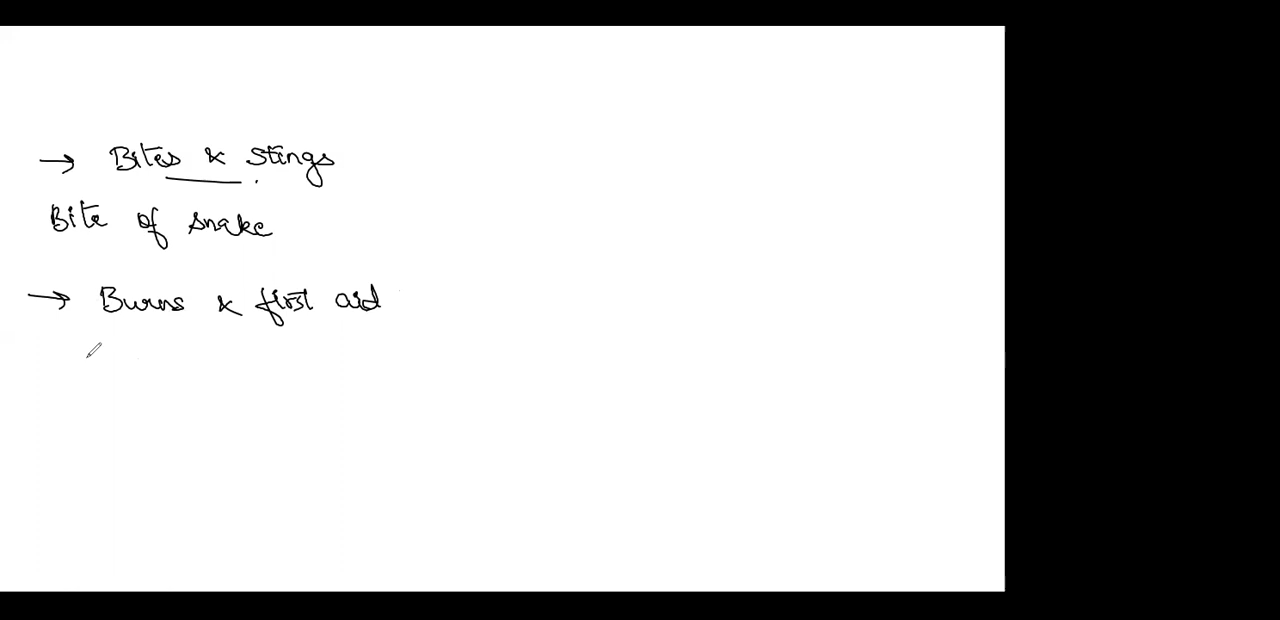 → Bites & Stings
Bite of snake
→ Burns & first aid